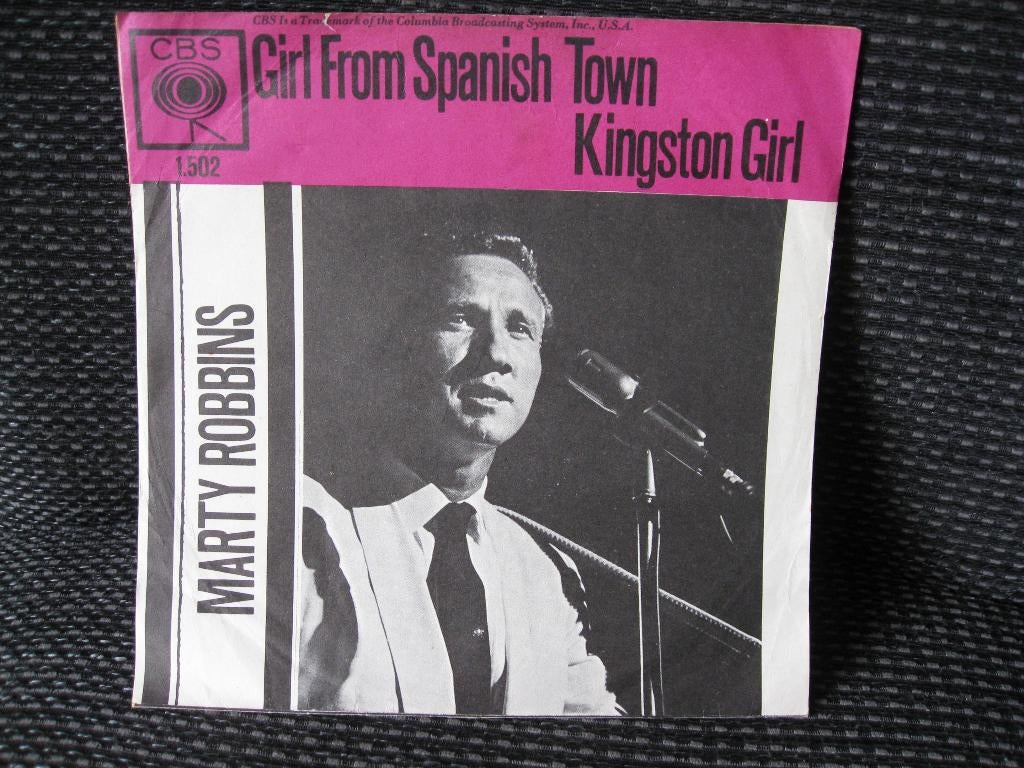 CBS Is a Trademark of the Columbia Broadcasting System, Inc., U.S.A.
CBS
1.502
Girl From Spanish Town
Kingston Girl
MARTY ROBBINS